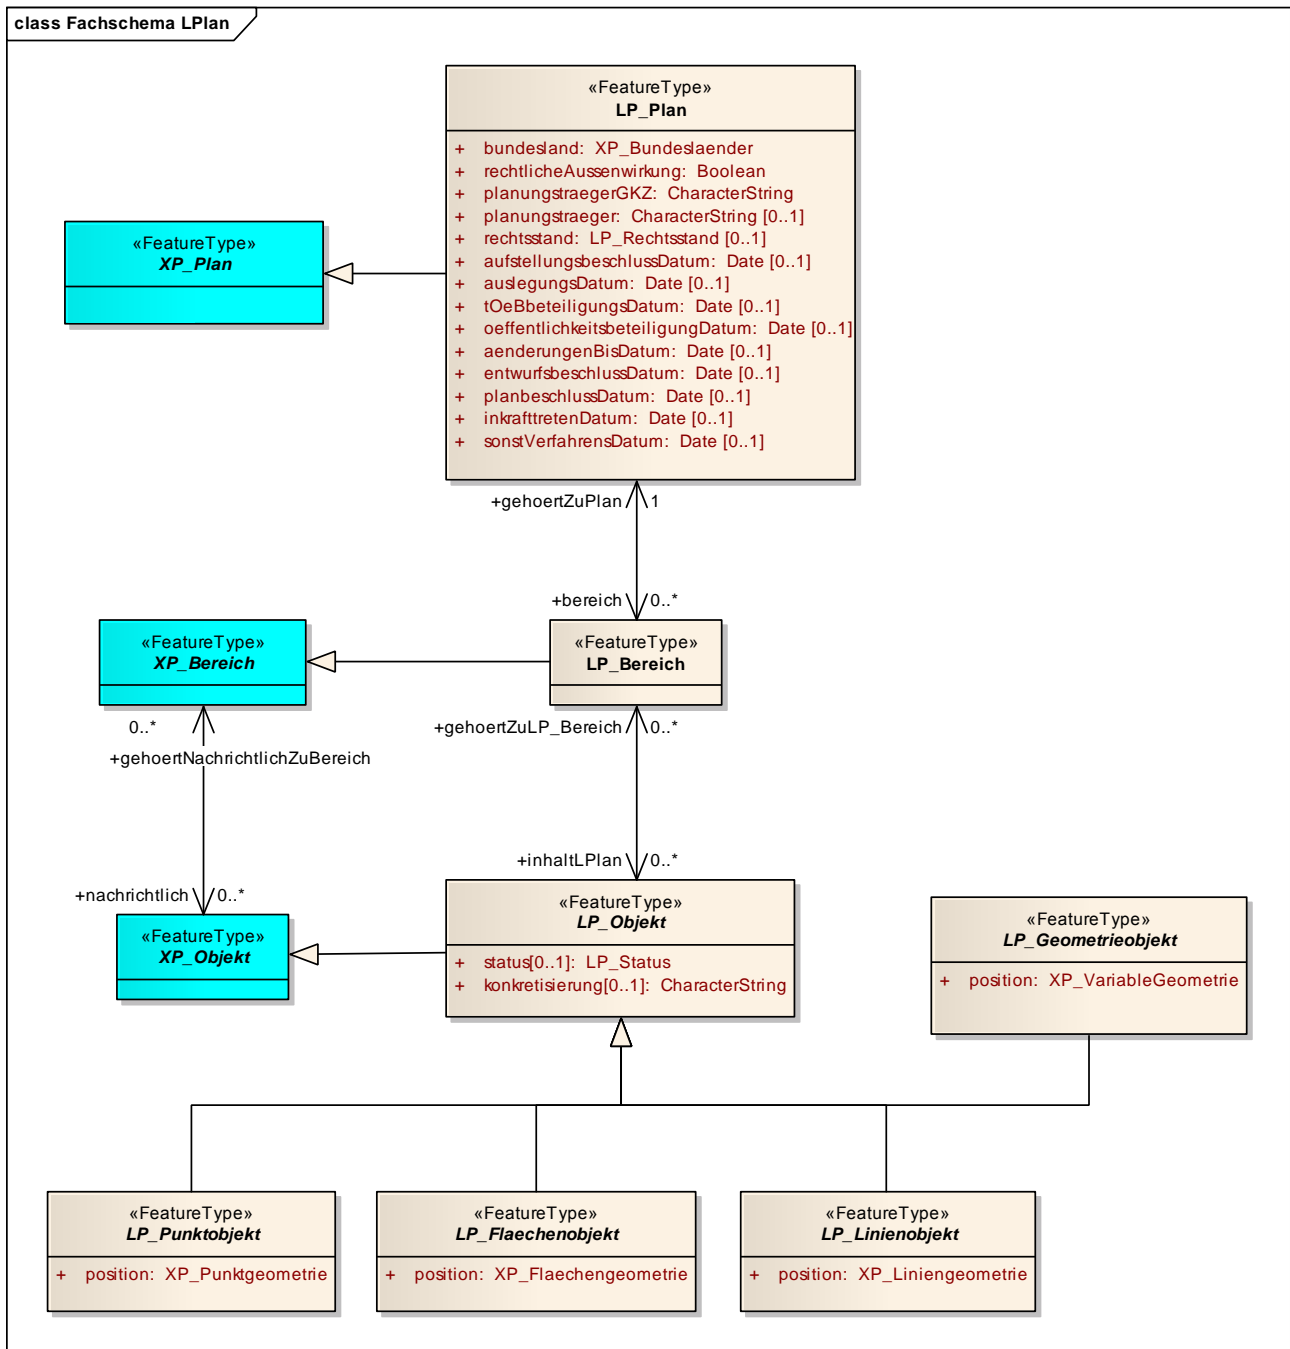 class Fachschema LPlan
«FeatureType»
LP_Plan
+ bundesland: XP_Bundeslaender
+ rechtlicheAussenwirkung: Boolean
+ planungstraegerGKZ: CharacterString
+ planungstraeger: CharacterString [0..1]
+ rechtsstand: LP_Rechtsstand [0..1]
+ aufstellungsbeschlussDatum: Date [0..1]
+ auslegungsDatum: Date [0..1]
+ tOeBbeteiligungsDatum: Date [0..1]
+ oeffentlichkeitsbeteiligungDatum: Date [0..1]
+ aenderungenBisDatum: Date [0..1]
+ entwurfsbeschlussDatum: Date [0..1]
+ planbeschlussDatum: Date [0..1]
+ inkrafttretenDatum: Date [0..1]
+ sonstVerfahrensDatum: Date [0..1]
«FeatureType»
XP_Plan
+gehoertZuPlan 1
+bereich 0..*
«FeatureType»
XP_Bereich
«FeatureType»
LP_Bereich
0..*
+gehoertNachrichtlichZuBereich
+gehoertZuLP_Bereich 0..*
+inhaltLPlan 0..*
+nachrichtlich 0..*
«FeatureType»
XP_Objekt
«FeatureType»
LP_Objekt
+ status[0..1]: LP_Status
+ konkretisierung[0..1]: CharacterString
«FeatureType»
LP_Geometrieobjekt
+ position: XP_VariableGeometrie
«FeatureType»
LP_Punktobjekt
+ position: XP_Punktgeometrie
«FeatureType»
LP_Flaechenobjekt
+ position: XP_Flaechengeometrie
«FeatureType»
LP_Linienobjekt
+ position: XP_Liniengeometrie